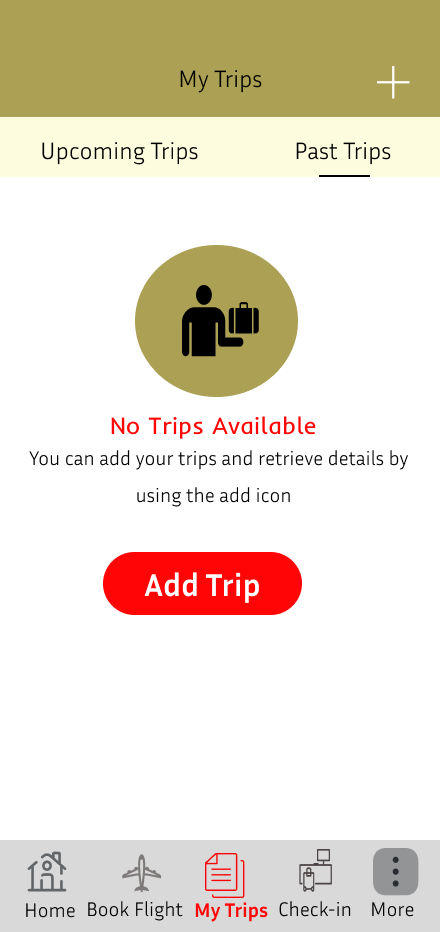 My Trips
Upcoming Trips
Past Trips
No Trips Available
You can add your trips and retrieve details by
using the add icon
Add Trip
Home
Book Flight
My Trips
Check-in
More